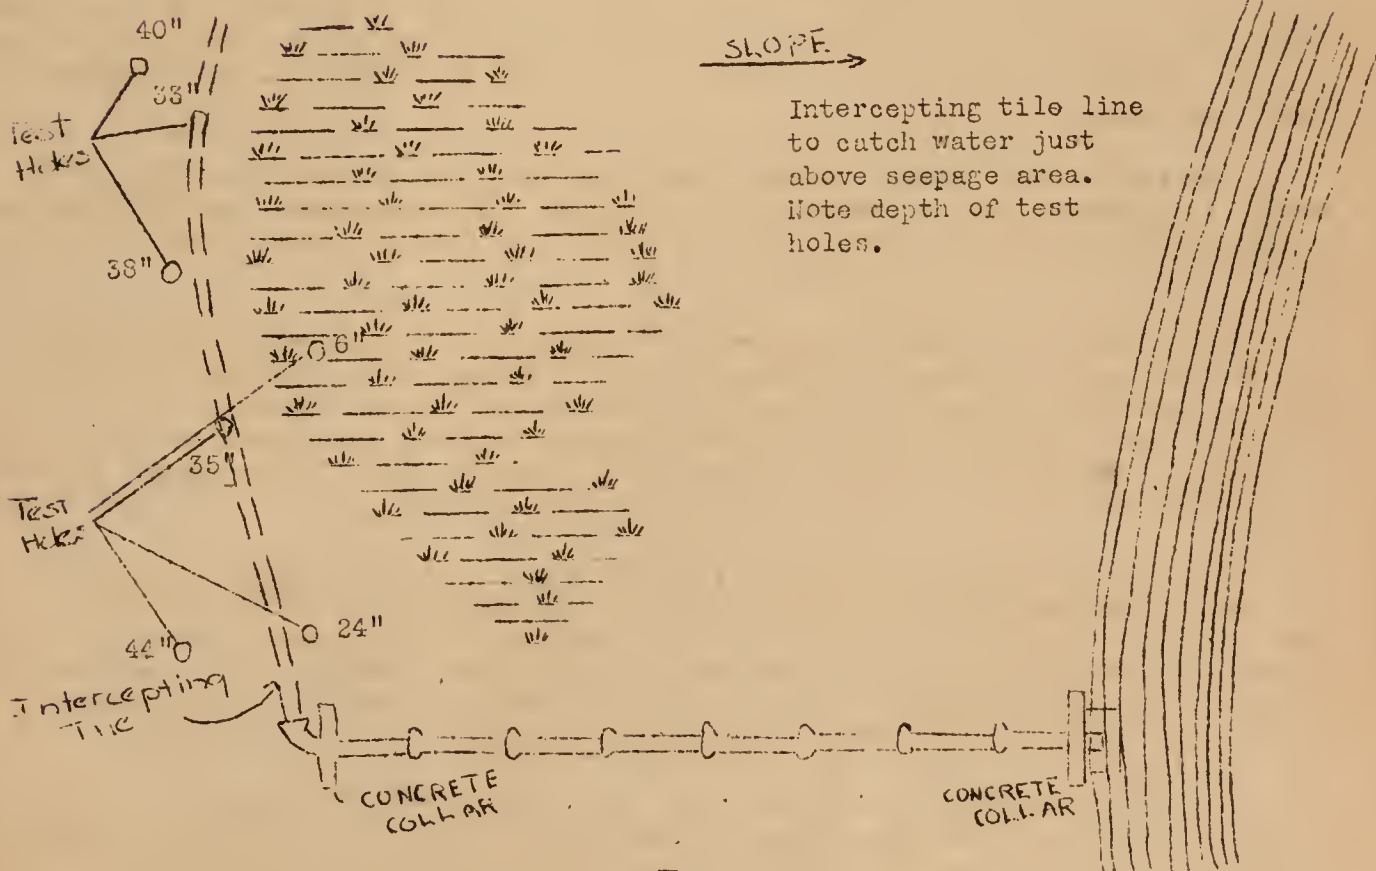 40"
33"
Test
Holes
38"
SLOPE
Intercepting tile line
to catch water just
above seepage area.
Note depth of test
holes.
6"
35"
Test
Holes
24"
44"
Intercepting
Tile
CONCRETE
COLLAR
CONCRETE
COLLAR